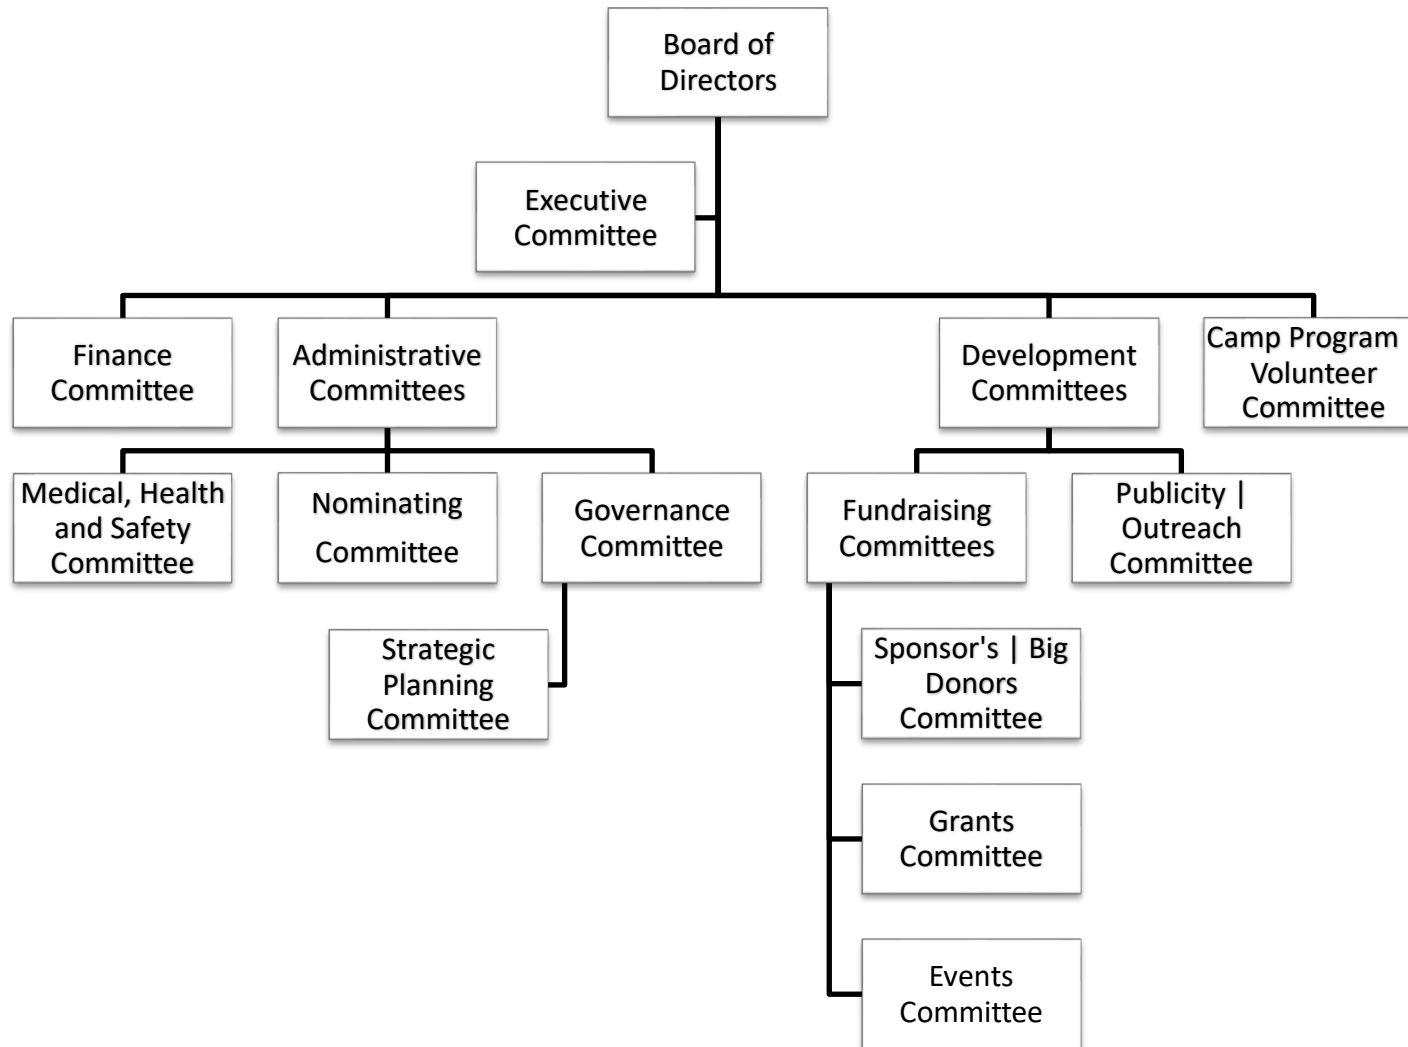 Board of
Directors
Executive
Committee
Finance
Committee
Administrative
Committees
Development
Committees
Camp Program
Volunteer
Committee
Medical, Health
and Safety
Committee
Nominating
Committee
Governance
Committee
Fundraising
Committees
Publicity |
Outreach
Committee
Strategic
Planning
Committee
Sponsor's | Big
Donors
Committee
Grants
Committee
Events
Committee